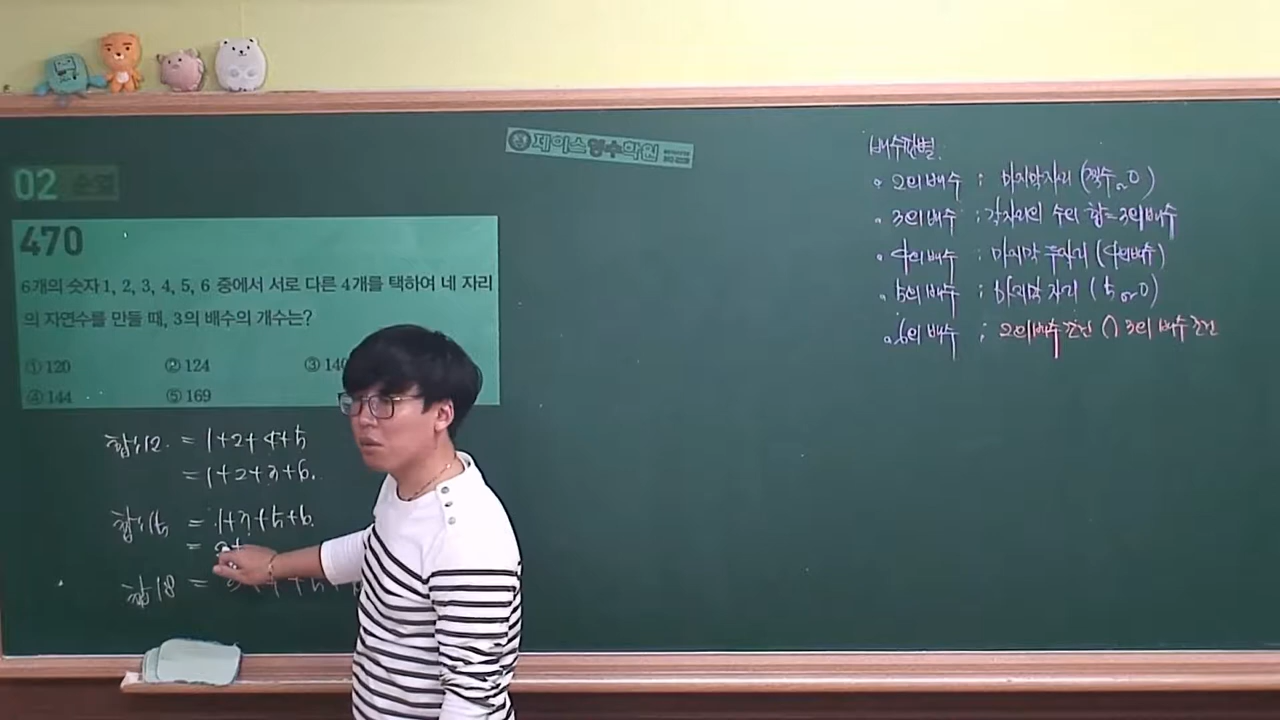 제이스영수학원
02 순열
470
6개의 숫자 1, 2, 3, 4, 5, 6 중에서 서로 다른 4개를 택하여 네 자리
의 자연수를 만들 때, 3의 배수의 개수는?
① 120 ② 124 ③ 140
④ 144 ⑤ 169
합:12. = 1+2+4+5
= 1+2+3+6.
합:15 = 1+3+5+6.
합18 =
배수판별.
2의배수 ; 마지막자리 (짝수 or 0)
3의배수 ; 각자리의 수의 합=3의배수
4의배수 ; 마지막 두자리 (4의배수)
5의배수 ; 마지막 자리 (5 or 0)
6의배수 ; 2의배수조건 ∩ 3의 배수 조건